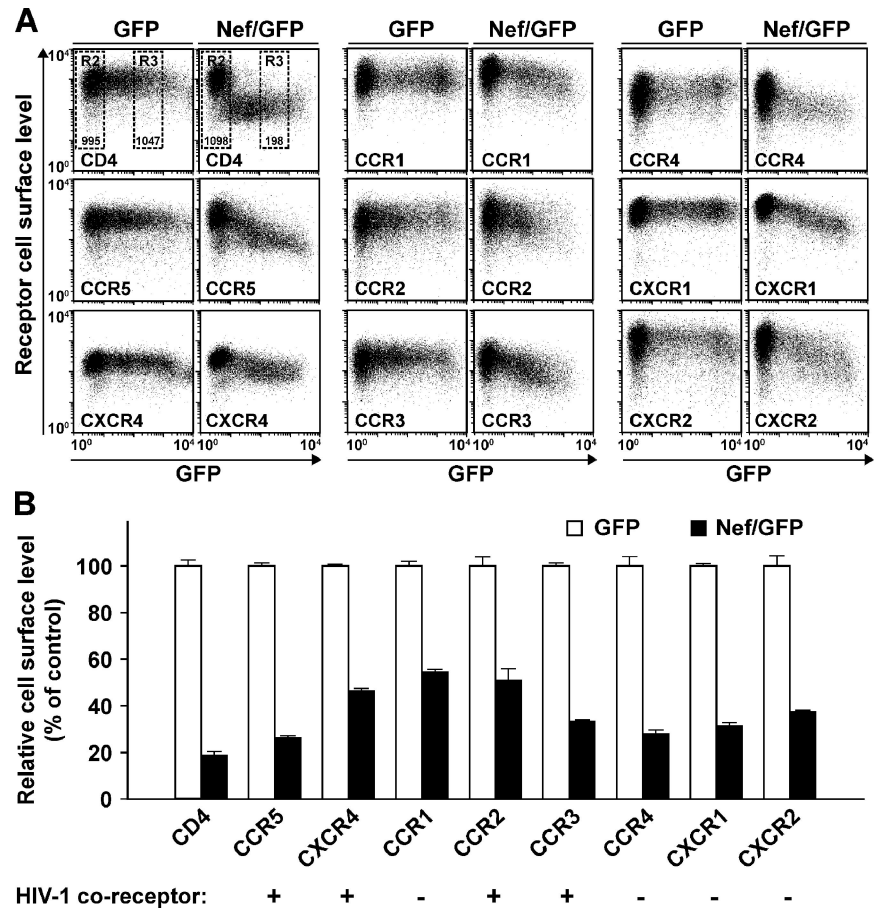 A
GFP Nef/GFP GFP Nef/GFP GFP Nef/GFP
Receptor cell surface level
10⁴
R2 R3 R2 R3
995 1047 1098 198
CD4 CD4 CCR1 CCR1 CCR4 CCR4
10⁰
10⁴
CCR5 CCR5 CCR2 CCR2 CXCR1 CXCR1
10⁰
10⁴
CXCR4 CXCR4 CCR3 CCR3 CXCR2 CXCR2
10⁰
10⁰ 10⁴ 10⁰ 10⁴ 10⁰ 10⁴ 10⁰ 10⁴ 10⁰ 10⁴ 10⁰ 10⁴
GFP GFP GFP
B
GFP Nef/GFP
Relative cell surface level
(% of control)
100
80
60
40
20
0
CD4 CCR5 CXCR4 CCR1 CCR2 CCR3 CCR4 CXCR1 CXCR2
HIV-1 co-receptor: + + - + + - - -